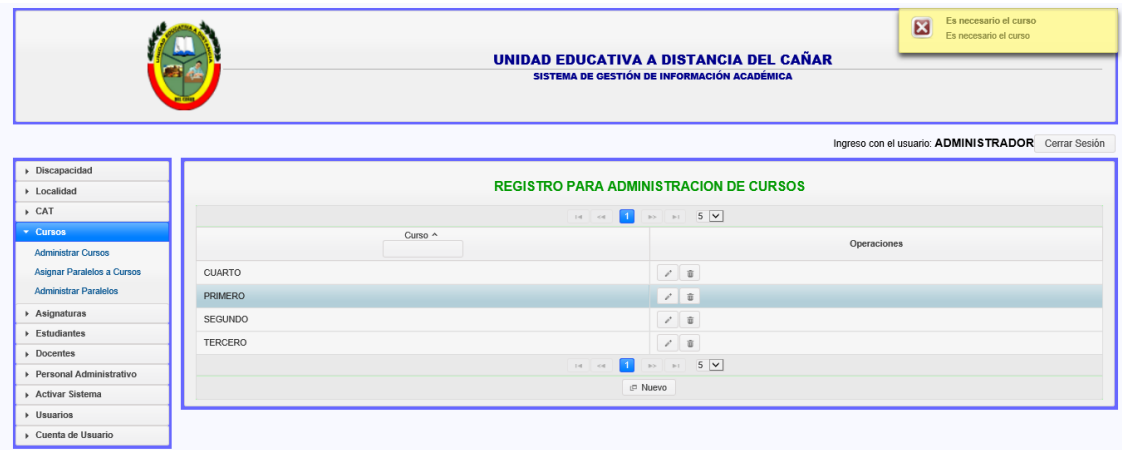 Es necesario el curso
Es necesario el curso
UNIDAD EDUCATIVA A DISTANCIA DEL CAÑAR
SISTEMA DE GESTIÓN DE INFORMACIÓN ACADÉMICA
Ingreso con el usuario: ADMINISTRADOR Cerrar Sesión
Discapacidad
Localidad
CAT
Cursos
Administrar Cursos
Asignar Paralelos a Cursos
Administrar Paralelos
Asignaturas
Estudiantes
Docentes
Personal Administrativo
Activar Sistema
Usuarios
Cuenta de Usuario
REGISTRO PARA ADMINISTRACION DE CURSOS
1 5
Curso Operaciones
CUARTO
PRIMERO
SEGUNDO
TERCERO
1 5
Nuevo